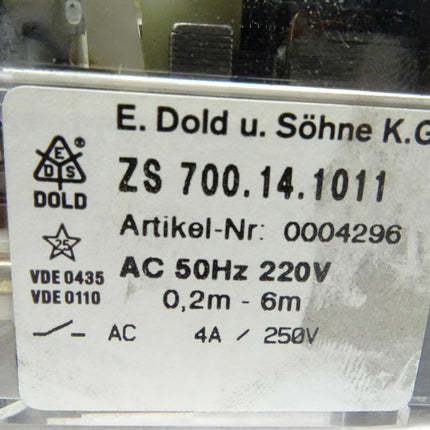 E. Dold u. Söhne K.G
ZS 700.14.1011
E
D S
®
DOLD
Artikel-Nr: 0004296
25
VDE 0435
VDE 0110
AC 50Hz 220V
0,2m - 6m
AC 4A / 250V